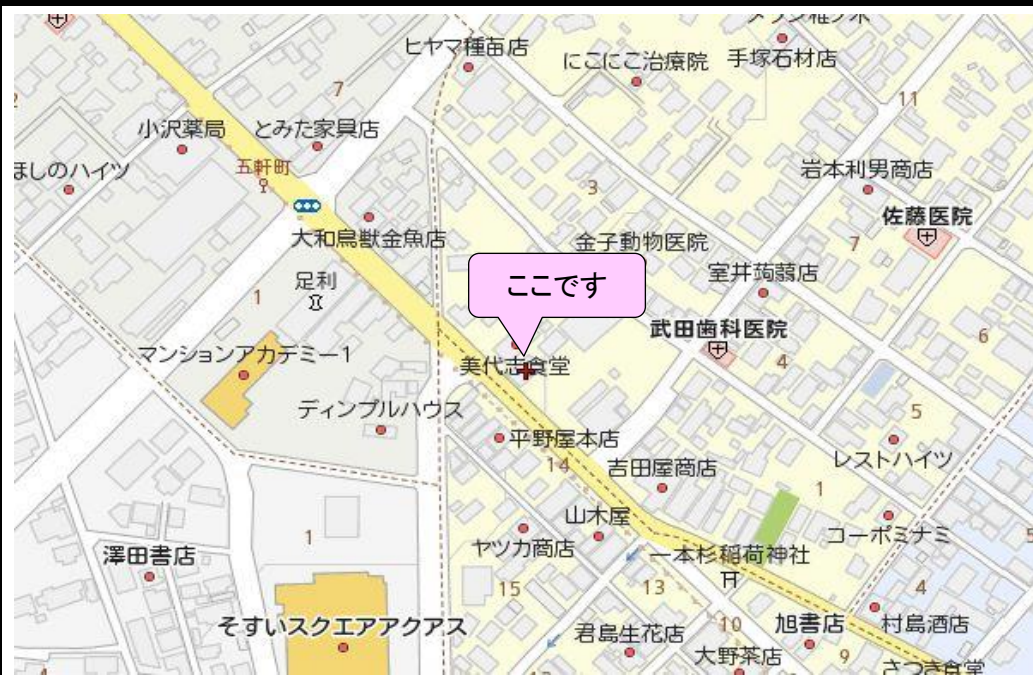 ヒヤマ種苗店
にこにこ治療院
手塚石材店
7
11
小沢薬局
とみた家具店
ほしのハイツ
五軒町
岩本利男商店
3
佐藤医院
大和鳥獣金魚店
金子動物医院
7
足利
室井蒟蒻店
ここです
1
武田歯科医院
6
マンションアカデミー1
美代志食堂
4
ディンプルハウス
5
平野屋本店
14
吉田屋商店
レストハイツ
1
山木屋
コーポミナミ
1
ヤツカ商店
一本杉稲荷神社
澤田書店
15
13
4
そすいスクエアアクアス
君島生花店
10
旭書店
村島酒店
大野茶店
9
さつき食堂